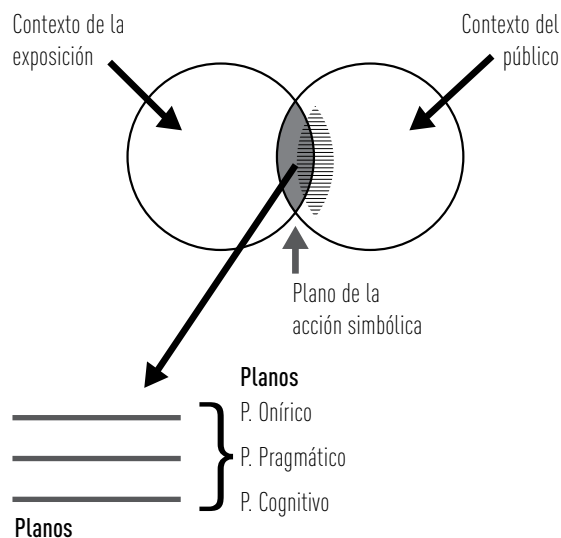 Contexto de la
exposición
Contexto del
público
Plano de la
acción simbólica
Planos
P. Onírico
P. Pragmático
P. Cognitivo
Planos